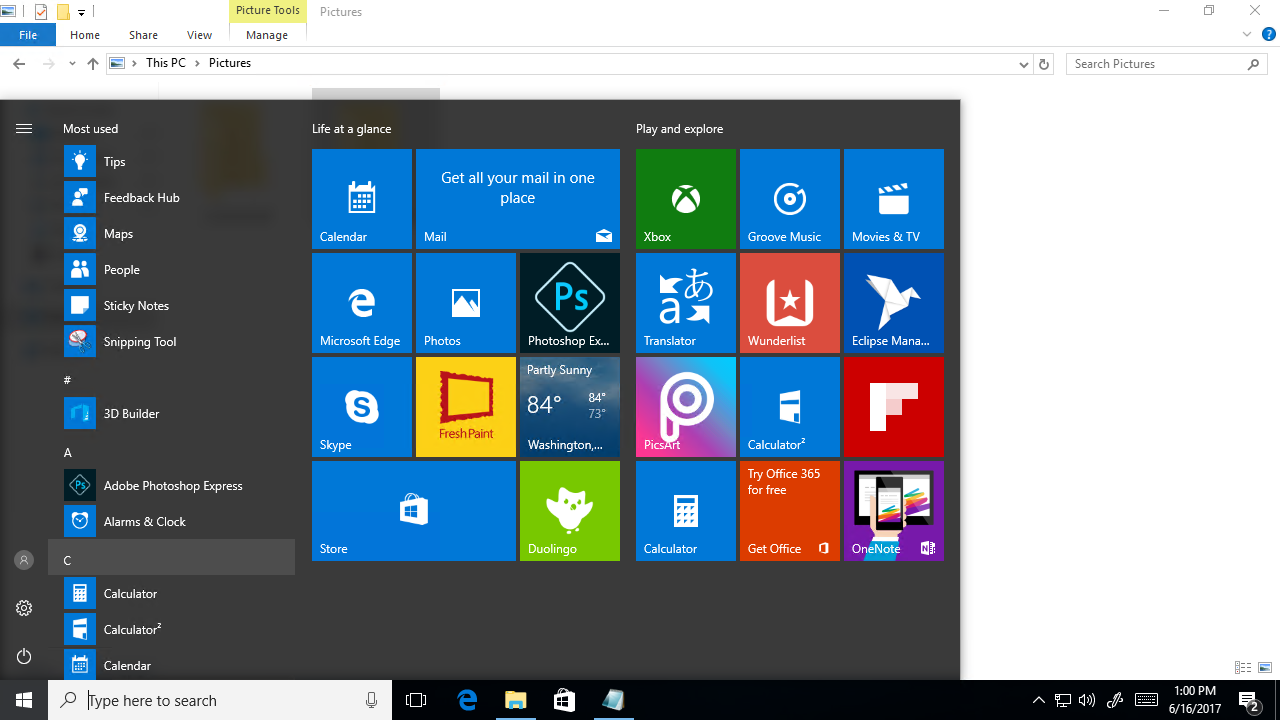 Picture Tools
Pictures
File
Home
Share
View
Manage
This PC
Pictures
Search Pictures
Most used
Tips
Feedback Hub
Maps
People
Sticky Notes
Snipping Tool
#
3D Builder
A
Adobe Photoshop Express
Alarms & Clock
C
Calculator
Calculator²
Calendar
Life at a glance
Calendar
Get all your mail in one
place
Mail
Microsoft Edge
Photos
Ps
Photoshop Ex...
Skype
Fresh Paint
Partly Sunny
84°
84°
73°
Washington,...
Store
Duolingo
Play and explore
Xbox
Groove Music
Movies & TV
Translator
Wunderlist
Eclipse Mana...
PicsArt
Calculator²
Calculator
Try Office 365
for free
Get Office
OneNote
Type here to search
1:00 PM
6/16/2017
2